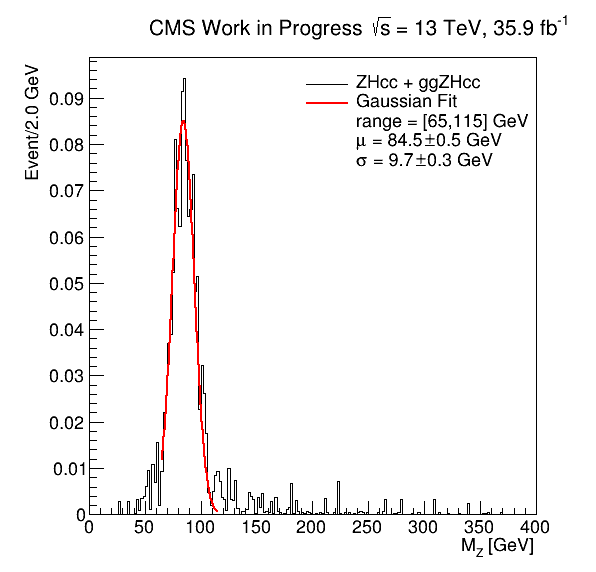 CMS Work in Progress √s = 13 TeV, 35.9 fb⁻¹
Event/2.0 GeV
ZHcc + ggZHcc
Gaussian Fit
range = [65,115] GeV
μ = 84.5±0.5 GeV
σ = 9.7±0.3 GeV
0.09
0.08
0.07
0.06
0.05
0.04
0.03
0.02
0.01
0
0 50 100 150 200 250 300 350 400
M_Z [GeV]